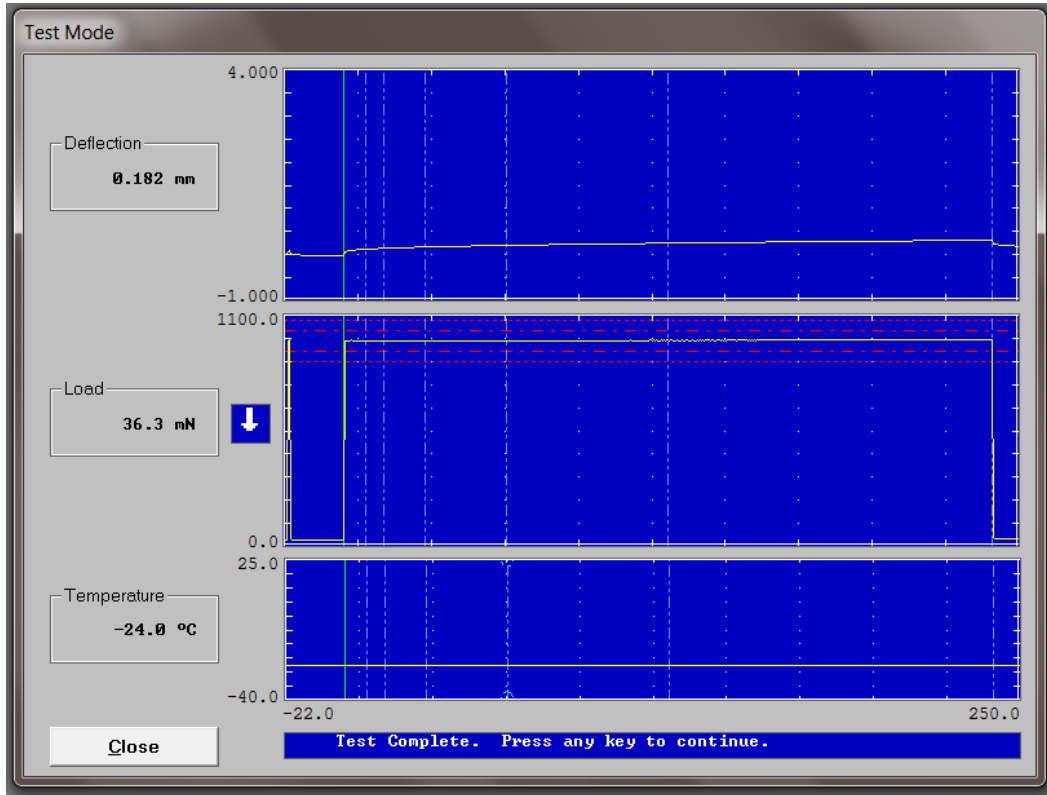 Test Mode
4.000
Deflection
0.182 mm
-1.000
1100.0
Load
36.3 mN
0.0
25.0
Temperature
-24.0 ºC
-40.0
-22.0 250.0
Close
Test Complete. Press any key to continue.